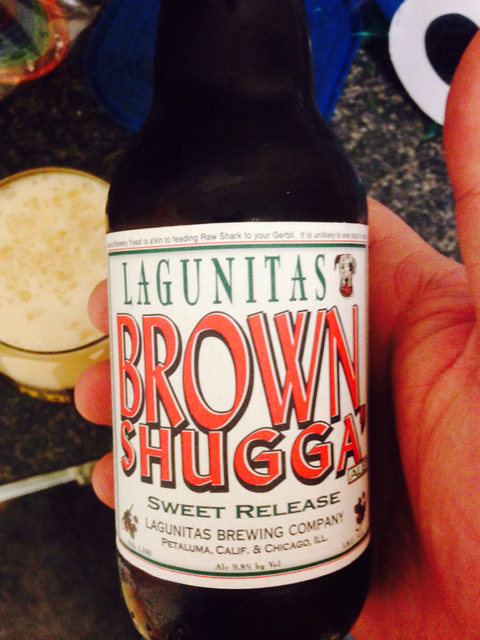 Brewery Yeast is a'kin to feeding Raw Shark to your Gerbil. It is unlikely to ever
LAGUNITAS
BROWN
SHUGGA'
ALE
SWEET RELEASE
LAGUNITAS BREWING COMPANY
PETALUMA, CALIF. & CHICAGO, ILL.
Alc 9.8% by Vol